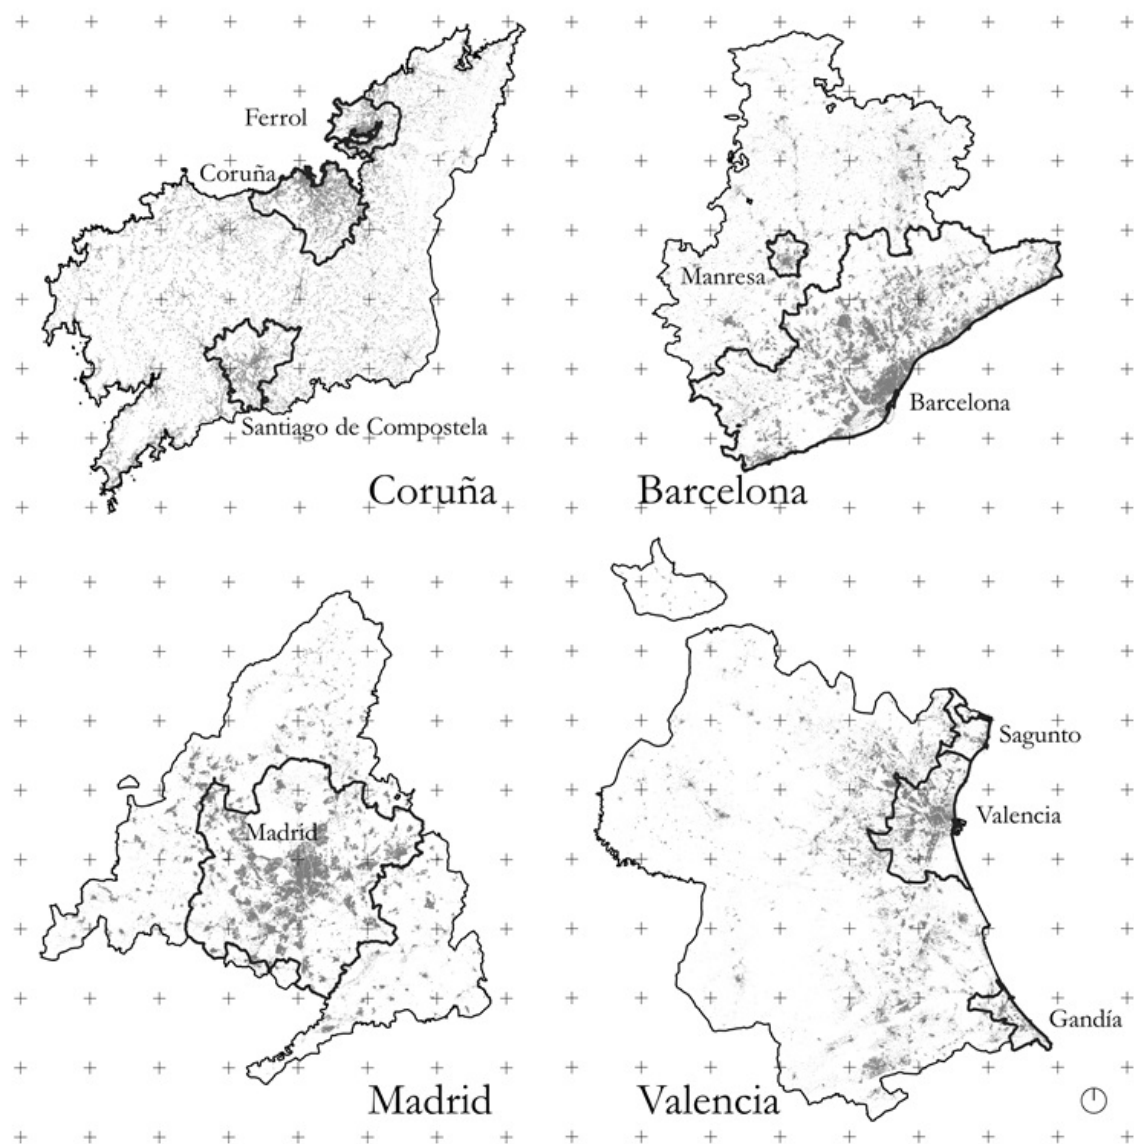 Ferrol
Coruña
Santiago de Compostela
Coruña
Manresa
Barcelona
Barcelona
Madrid
Madrid
Sagunto
Valencia
Gandía
Valencia